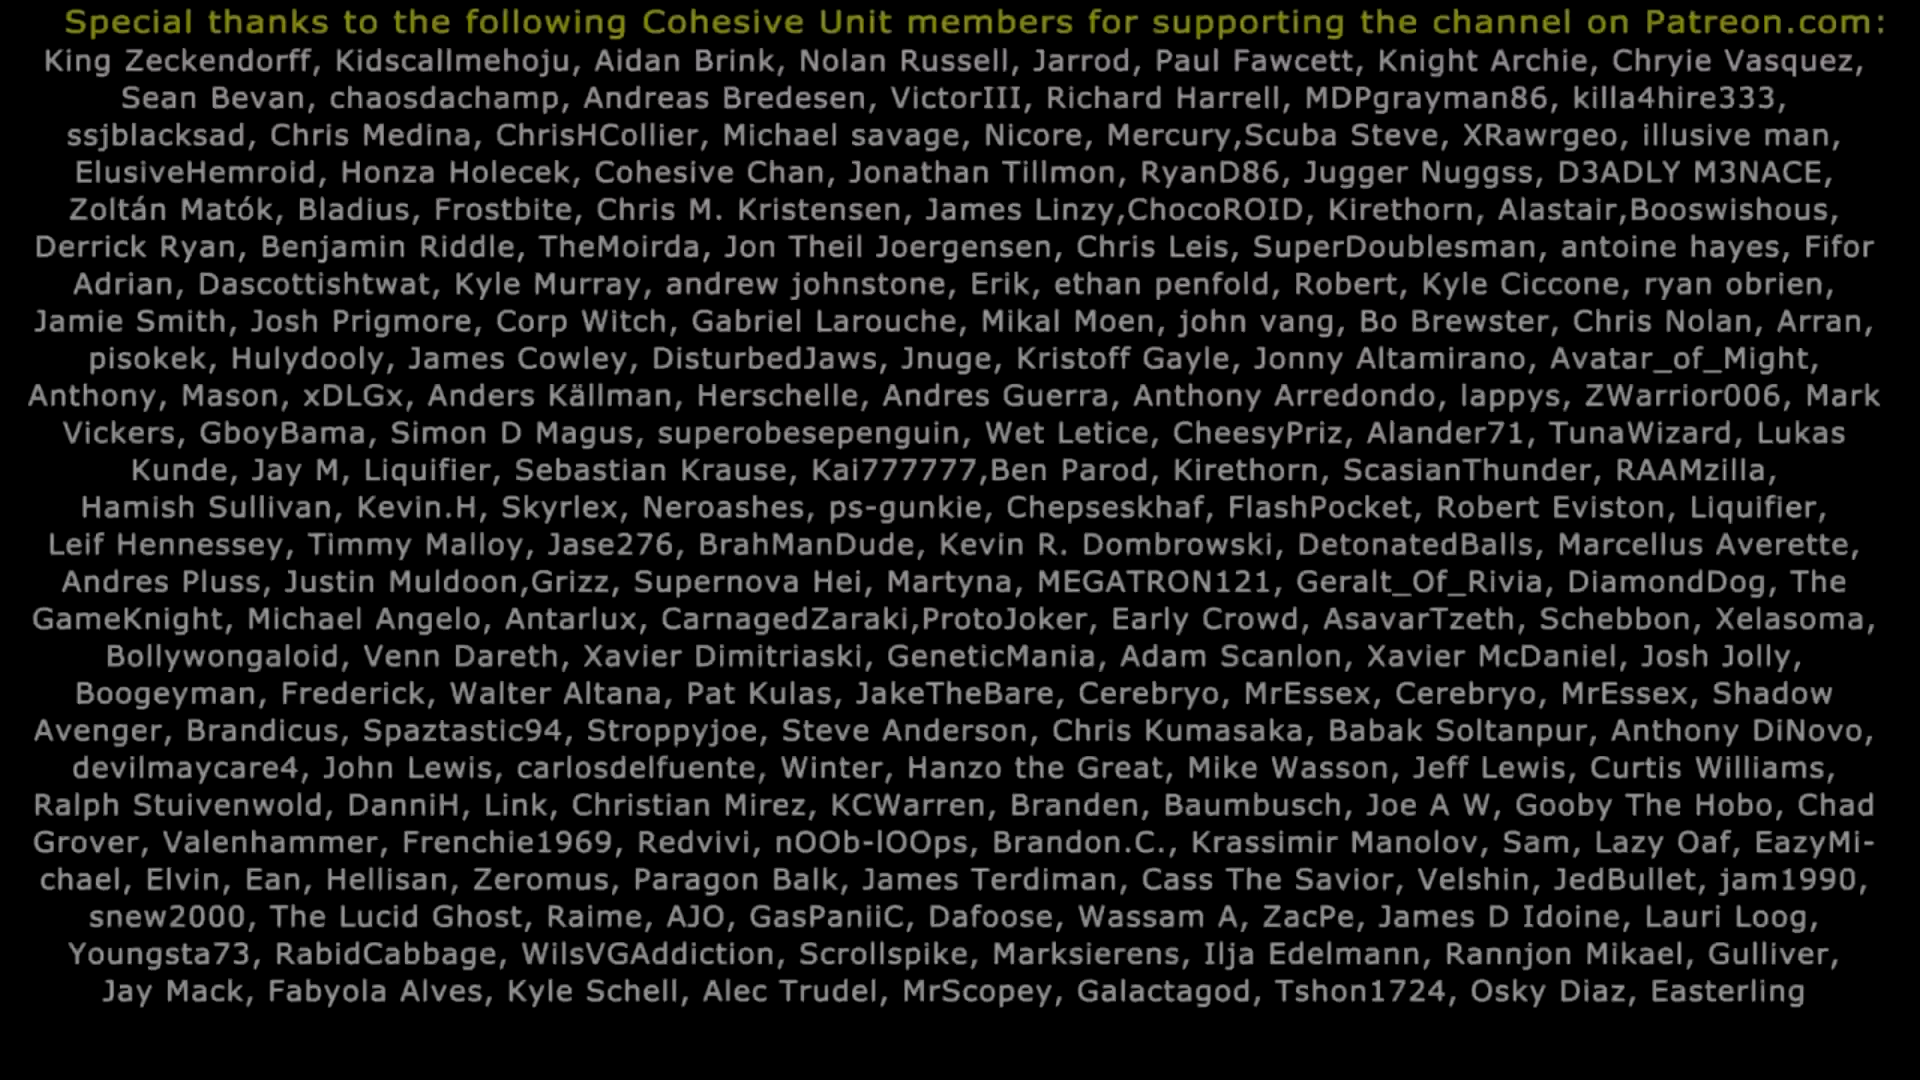 Special thanks to the following Cohesive Unit members for supporting the channel on Patreon.com:
King Zeckendorff, Kidscallmehoju, Aidan Brink, Nolan Russell, Jarrod, Paul Fawcett, Knight Archie, Chryie Vasquez,
Sean Bevan, chaosdachamp, Andreas Bredesen, VictorIII, Richard Harrell, MDPgrayman86, killa4hire333,
ssjblacksad, Chris Medina, ChrisHCollier, Michael savage, Nicore, Mercury,Scuba Steve, XRawrgeo, illusive man,
ElusiveHemroid, Honza Holecek, Cohesive Chan, Jonathan Tillmon, RyanD86, Jugger Nuggss, D3ADLY M3NACE,
Zoltán Matók, Bladius, Frostbite, Chris M. Kristensen, James Linzy,ChocoROID, Kirethorn, Alastair,Booswishous,
Derrick Ryan, Benjamin Riddle, TheMoirda, Jon Theil Joergensen, Chris Leis, SuperDoublesman, antoine hayes, Fifor
Adrian, Dascottishtwat, Kyle Murray, andrew johnstone, Erik, ethan penfold, Robert, Kyle Ciccone, ryan obrien,
Jamie Smith, Josh Prigmore, Corp Witch, Gabriel Larouche, Mikal Moen, john vang, Bo Brewster, Chris Nolan, Arran,
pisokek, Hulydooly, James Cowley, DisturbedJaws, Jnuge, Kristoff Gayle, Jonny Altamirano, Avatar_of_Might,
Anthony, Mason, xDLGx, Anders Källman, Herschelle, Andres Guerra, Anthony Arredondo, lappys, ZWarrior006, Mark
Vickers, GboyBama, Simon D Magus, superobesepenguin, Wet Letice, CheesyPriz, Alander71, TunaWizard, Lukas
Kunde, Jay M, Liquifier, Sebastian Krause, Kai777777,Ben Parod, Kirethorn, ScasianThunder, RAAMzilla,
Hamish Sullivan, Kevin.H, Skyrlex, Neroashes, ps-gunkie, Chepseskhaf, FlashPocket, Robert Eviston, Liquifier,
Leif Hennessey, Timmy Malloy, Jase276, BrahManDude, Kevin R. Dombrowski, DetonatedBalls, Marcellus Averette,
Andres Pluss, Justin Muldoon,Grizz, Supernova Hei, Martyna, MEGATRON121, Geralt_Of_Rivia, DiamondDog, The
GameKnight, Michael Angelo, Antarlux, CarnagedZaraki,ProtoJoker, Early Crowd, AsavarTzeth, Schebbon, Xelasoma,
Bollywongaloid, Venn Dareth, Xavier Dimitriaski, GeneticMania, Adam Scanlon, Xavier McDaniel, Josh Jolly,
Boogeyman, Frederick, Walter Altana, Pat Kulas, JakeTheBare, Cerebryo, MrEssex, Cerebryo, MrEssex, Shadow
Avenger, Brandicus, Spaztastic94, Stroppyjoe, Steve Anderson, Chris Kumasaka, Babak Soltanpur, Anthony DiNovo,
devilmaycare4, John Lewis, carlosdelfuente, Winter, Hanzo the Great, Mike Wasson, Jeff Lewis, Curtis Williams,
Ralph Stuivenwold, DanniH, Link, Christian Mirez, KCWarren, Branden, Baumbusch, Joe A W, Gooby The Hobo, Chad
Grover, Valenhammer, Frenchie1969, Redvivi, nOOb-lOOps, Brandon.C., Krassimir Manolov, Sam, Lazy Oaf, EazyMi-
chael, Elvin, Ean, Hellisan, Zeromus, Paragon Balk, James Terdiman, Cass The Savior, Velshin, JedBullet, jam1990,
snew2000, The Lucid Ghost, Raime, AJO, GasPaniiC, Dafoose, Wassam A, ZacPe, James D Idoine, Lauri Loog,
Youngsta73, RabidCabbage, WilsVGAddiction, Scrollspike, Marksierens, Ilja Edelmann, Rannjon Mikael, Gulliver,
Jay Mack, Fabyola Alves, Kyle Schell, Alec Trudel, MrScopey, Galactagod, Tshon1724, Osky Diaz, Easterling